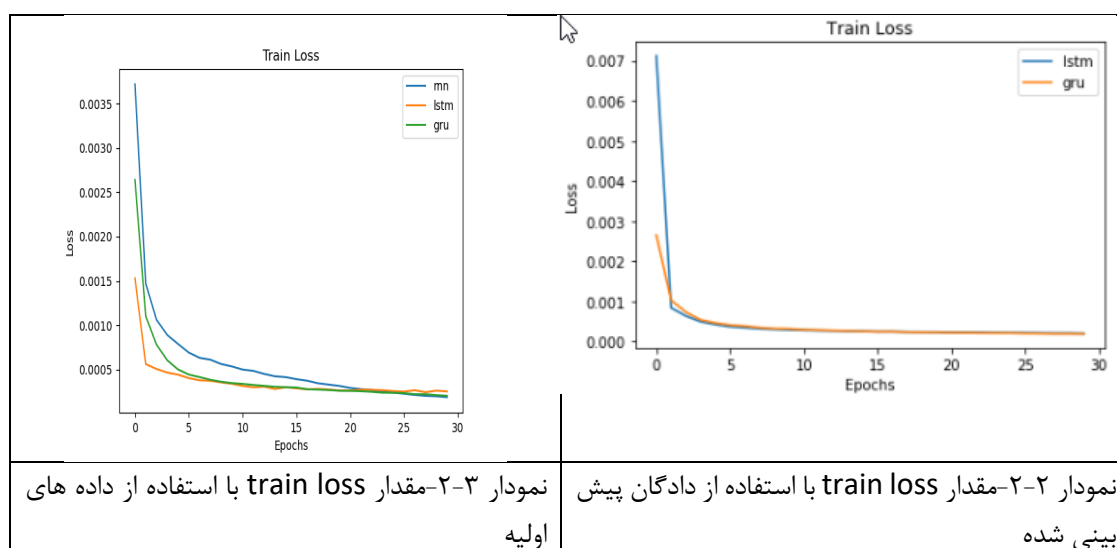 Train Loss
rnn
lstm
gru
0.0035
0.0030
0.0025
0.0020
0.0015
0.0010
0.0005
Loss
0
5
10
15
20
25
30
Epochs
Train Loss
lstm
gru
0.007
0.006
0.005
0.004
0.003
0.002
0.001
0.000
Loss
0
5
10
15
20
25
30
Epochs
نمودار ۲-۲-مقدار train loss با استفاده از دادگان پیش
بینی شده
نمودار ۳-۲-مقدار train loss با استفاده از داده های
اولیه